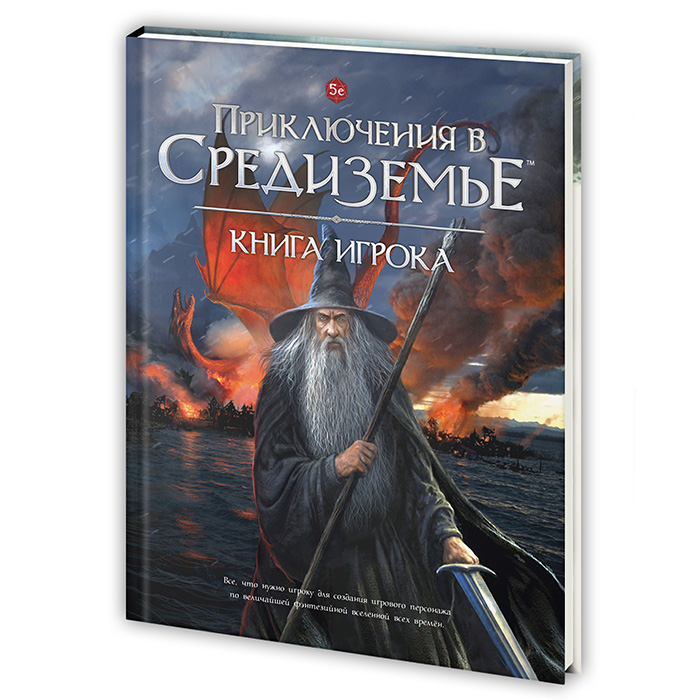 5e
Приключения в
Средиземье™
книга игрока
Все, что нужно игроку для создания игрового персонажа
по величайшей фэнтезийной вселенной всех времён.